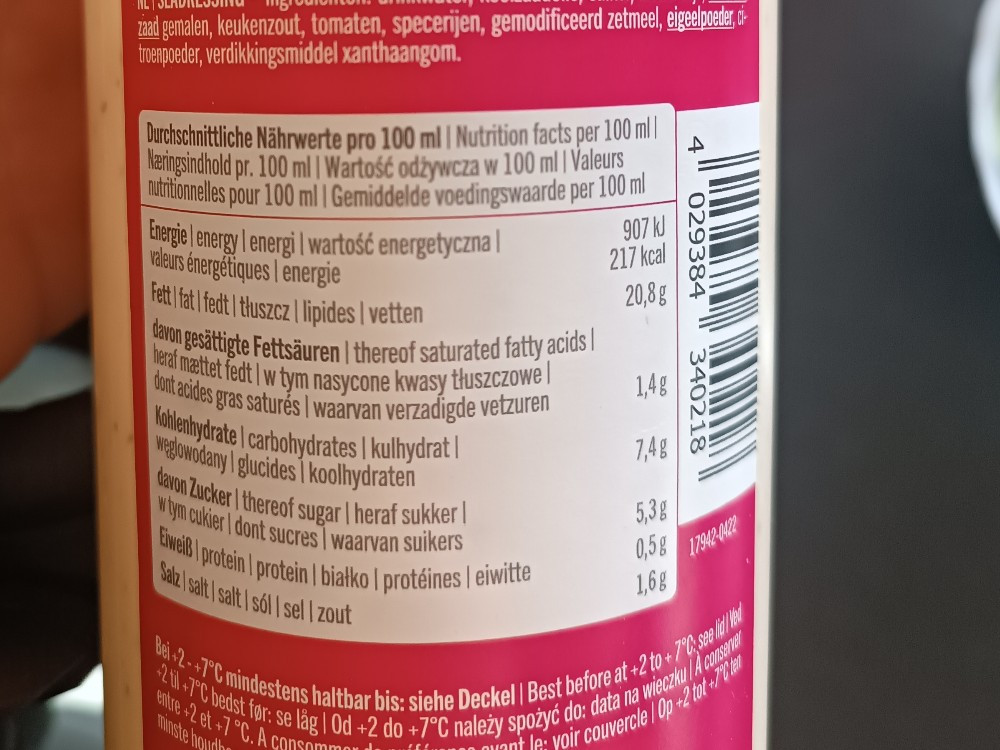 NL | SLADRESSING
zaad gemalen, keukenzout, tomaten, specerijen, gemodificeerd zetmeel, eigeelpoeder, ci-
troenpoeder, verdikkingsmiddel xanthaangom.
Durchschnittliche Nährwerte pro 100 ml | Nutrition facts per 100 ml |
Næringsindhold pr. 100 ml | Wartość odżywcza w 100 ml | Valeurs
nutritionnelles pour 100 ml | Gemiddelde voedingswaarde per 100 ml
Energie | energy | energi | wartość energetyczna | 907 kJ
valeurs énergétiques | energie 217 kcal
Fett | fat | fedt | tłuszcz | lipides | vetten 20,8 g
davon gesättigte Fettsäuren | thereof saturated fatty acids |
heraf mættet fedt | w tym nasycone kwasy tłuszczowe |
dont acides gras saturés | waarvan verzadigde vetzuren 1,4 g
Kohlenhydrate | carbohydrates | kulhydrat |
węglowodany | glucides | koolhydraten 7,4 g
davon Zucker | thereof sugar | heraf sukker |
w tym cukier | dont sucres | waarvan suikers 5,3 g
Eiweiß | protein | protein | białko | protéines | eiwitte 0,5 g
Salz | salt | salt | sól | sel | zout 1,6 g
4 029384 340218
17942-0422
Bei +2 - +7°C mindestens haltbar bis: siehe Deckel | Best before at +2 to +7°C: see lid | Ved
+2 til +7°C bedst før: se låg | Od +2 do +7°C należy spożyć do: data na wieczku | À conserver
entre +2 et +7 °C. À consommer de préférence avant le: voir couvercle | Op +2 tot +7°C ten
minste